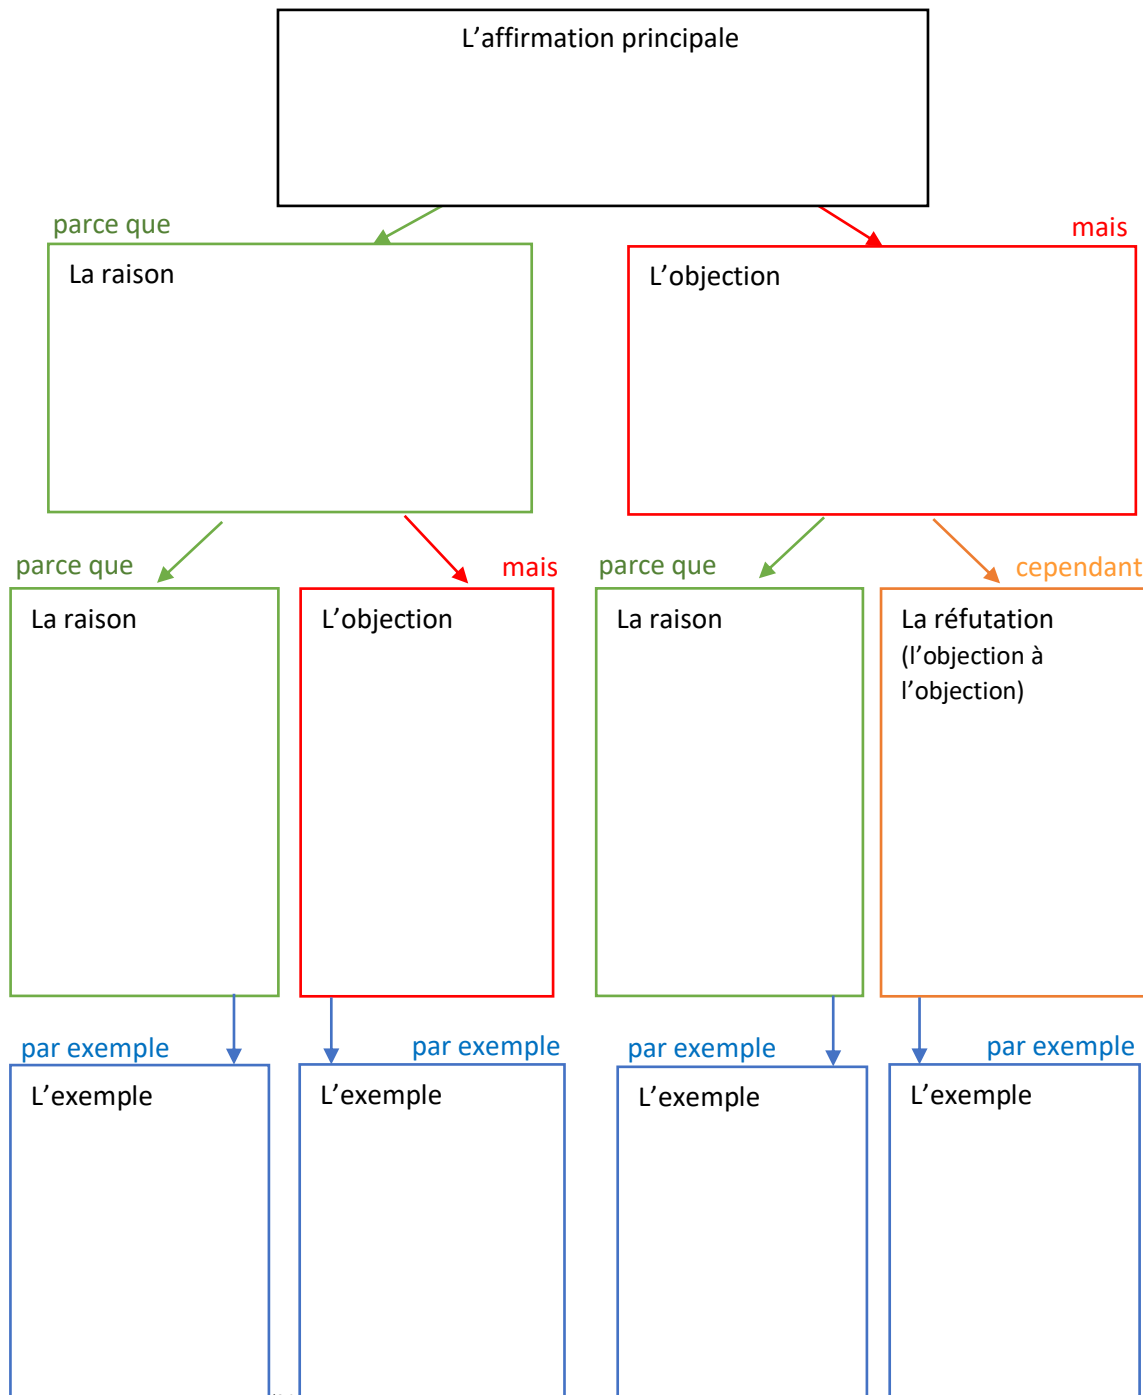 L’affirmation principale
parce que
mais
La raison
L’objection
parce que
mais
parce que
cependant
La raison
L’objection
La raison
La réfutation
(l’objection à
l’objection)
par exemple
par exemple
par exemple
par exemple
L’exemple
L’exemple
L’exemple
L’exemple